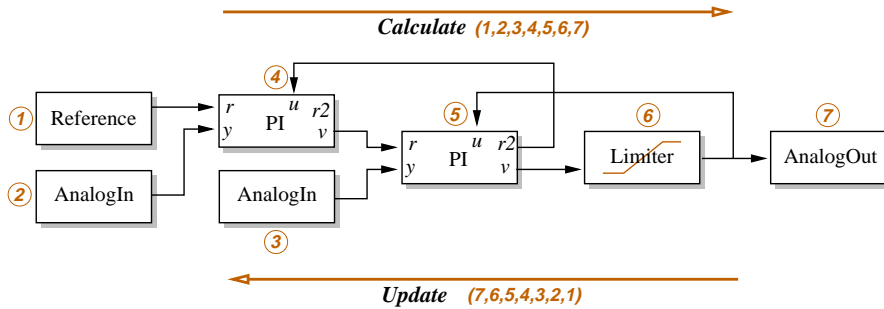 Calculate (1,2,3,4,5,6,7)
4
5
6
7
1
Reference
r
u
r2
y
PI
v
r
u
r2
y
PI
v
Limiter
AnalogOut
2
AnalogIn
AnalogIn
3
Update (7,6,5,4,3,2,1)